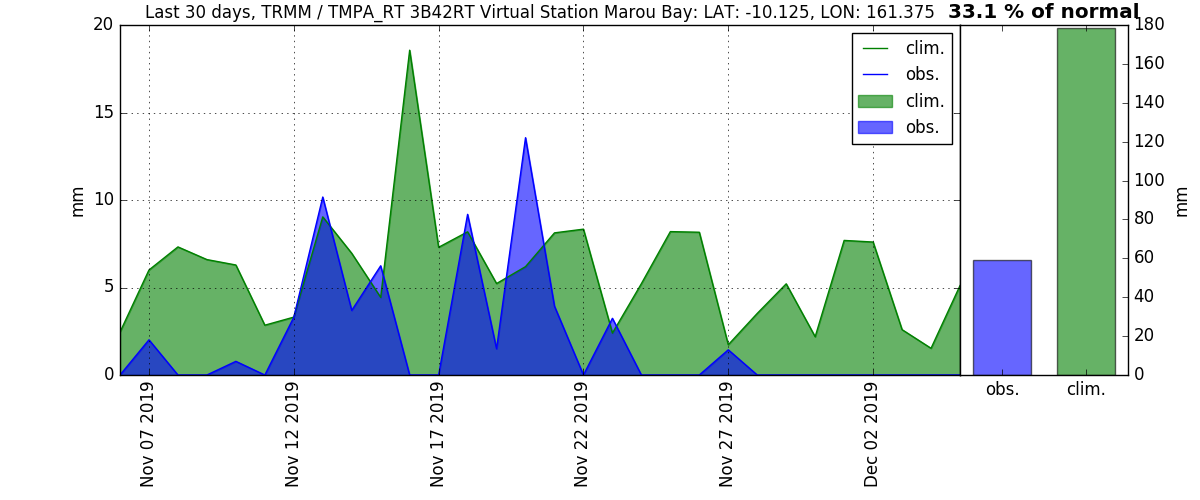 Last 30 days, TRMM / TMPA_RT 3B42RT Virtual Station Marou Bay: LAT: -10.125, LON: 161.375
33.1 % of normal
20
15
10
5
0
mm
clim.
obs.
clim.
obs.
Nov 07 2019
Nov 12 2019
Nov 17 2019
Nov 22 2019
Nov 27 2019
Dec 02 2019
180
160
140
120
100
80
60
40
20
0
mm
obs.
clim.